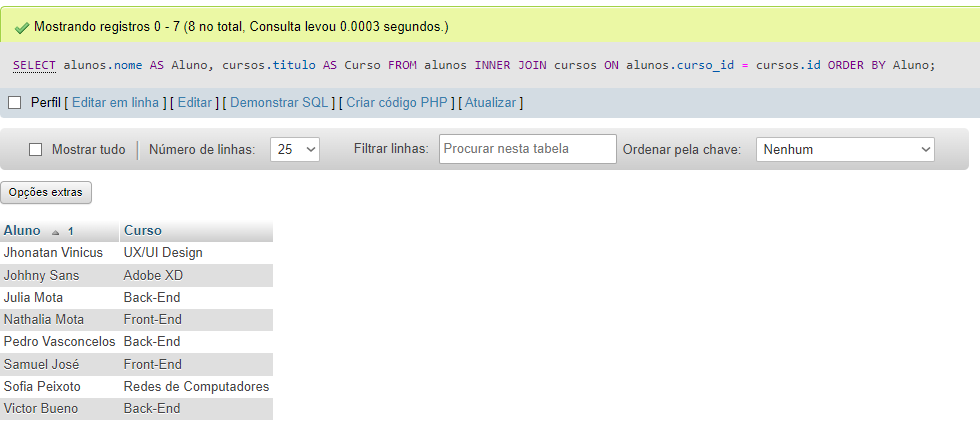 Mostrando registros 0 - 7 (8 no total, Consulta levou 0.0003 segundos.)
SELECT alunos.nome AS Aluno, cursos.titulo AS Curso FROM alunos INNER JOIN cursos ON alunos.curso_id = cursos.id ORDER BY Aluno;
Perfil [ Editar em linha ] [ Editar ] [ Demonstrar SQL ] [ Criar código PHP ] [ Atualizar ]
Mostrar tudo | Número de linhas: 25 Filtrar linhas: Procurar nesta tabela Ordenar pela chave: Nenhum
Opções extras
Aluno 1 Curso
Jhonatan Vinicus UX/UI Design
Johhny Sans Adobe XD
Julia Mota Back-End
Nathalia Mota Front-End
Pedro Vasconcelos Back-End
Samuel José Front-End
Sofia Peixoto Redes de Computadores
Victor Bueno Back-End